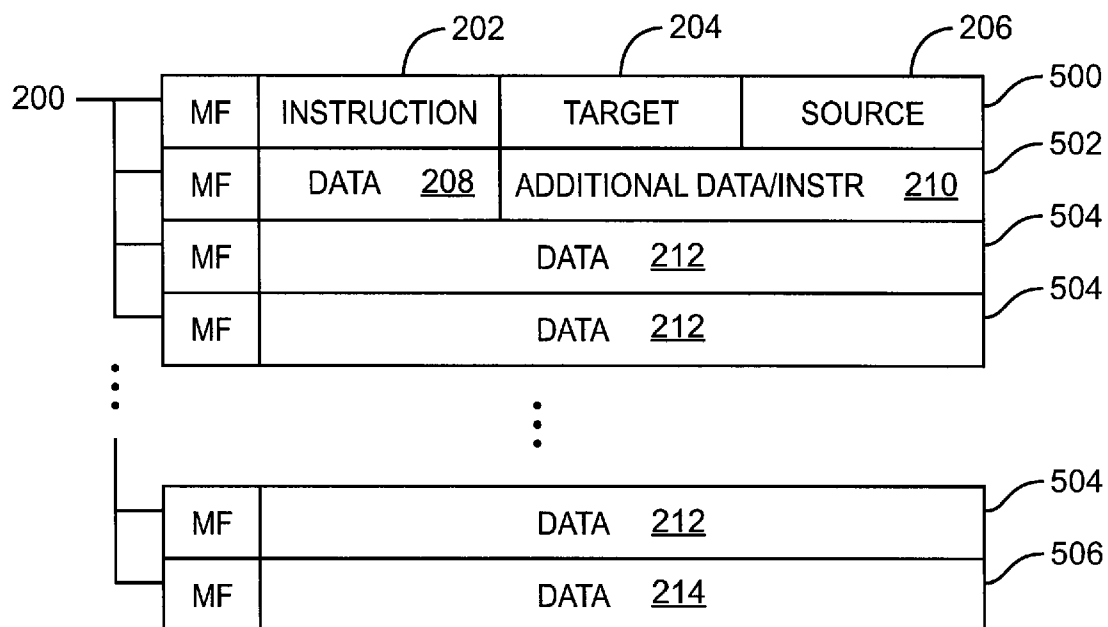 202 204 206
200 MF INSTRUCTION TARGET SOURCE 500
MF DATA 208 ADDITIONAL DATA/INSTR 210 502
MF DATA 212 504
MF DATA 212 504
MF DATA 212 504
MF DATA 214 506